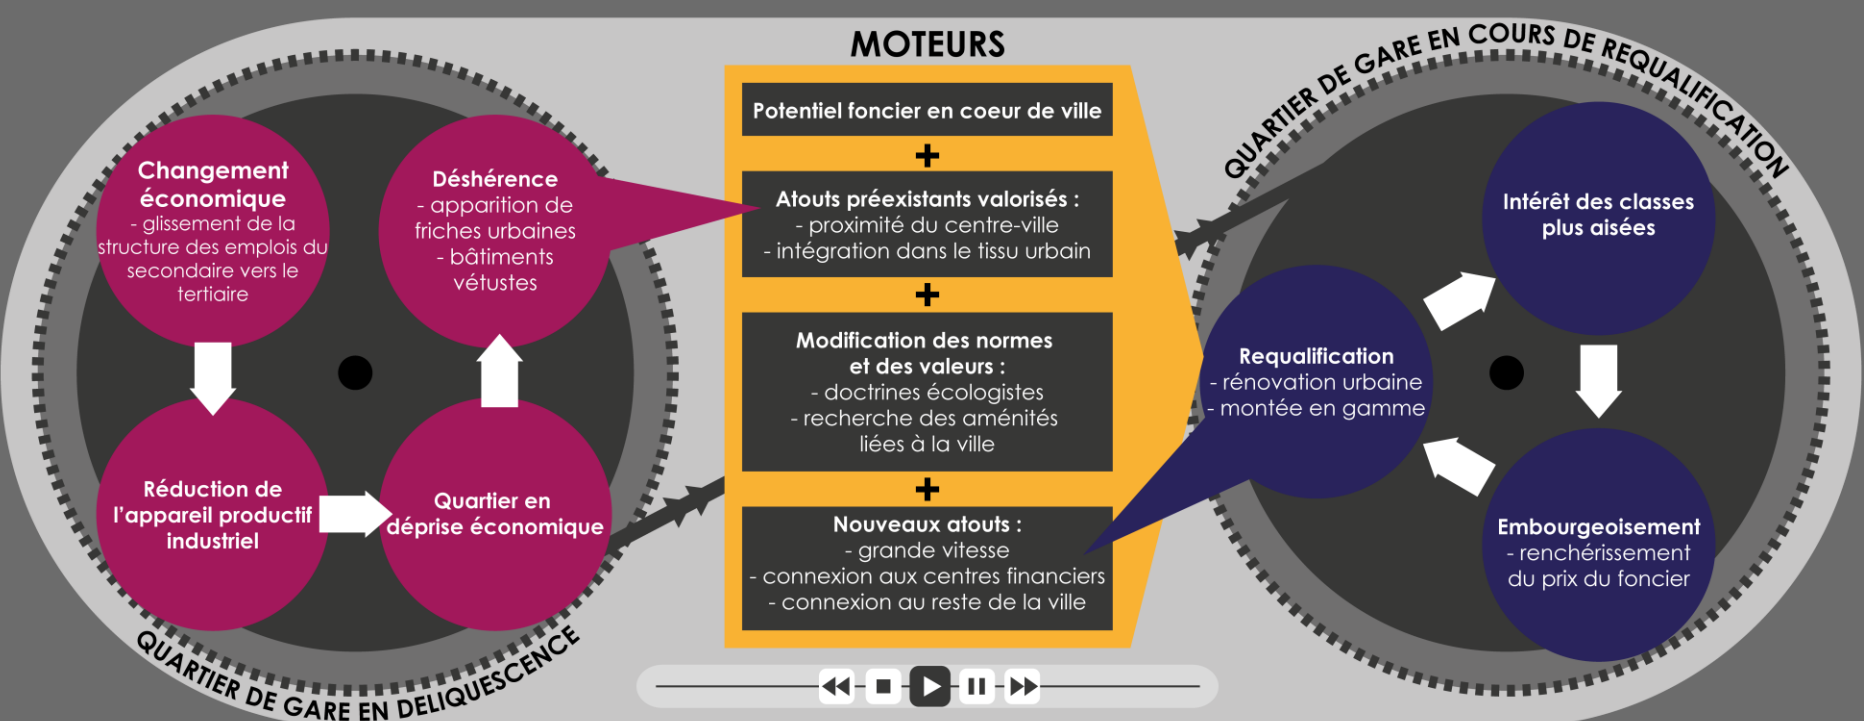 MOTEURS
QUARTIER DE GARE EN DELIQUESCENCE
Changement
économique
- glissement de la
structure des emplois du
secondaire vers le
tertiaire
Réduction de
l'appareil productif
industriel
Quartier en
déprise économique
Déshérence
- apparition de
friches urbaines
- bâtiments
vétustes
Potentiel foncier en coeur de ville
+
Atouts préexistants valorisés :
- proximité du centre-ville
- intégration dans le tissu urbain
+
Modification des normes
et des valeurs :
- doctrines écologistes
- recherche des aménités
liées à la ville
+
Nouveaux atouts :
- grande vitesse
- connexion aux centres financiers
- connexion au reste de la ville
QUARTIER DE GARE EN COURS DE REQUALIFICATION
Requalification
- rénovation urbaine
- montée en gamme
Intérêt des classes
plus aisées
Embourgeoisement
- renchérissement
du prix du foncier